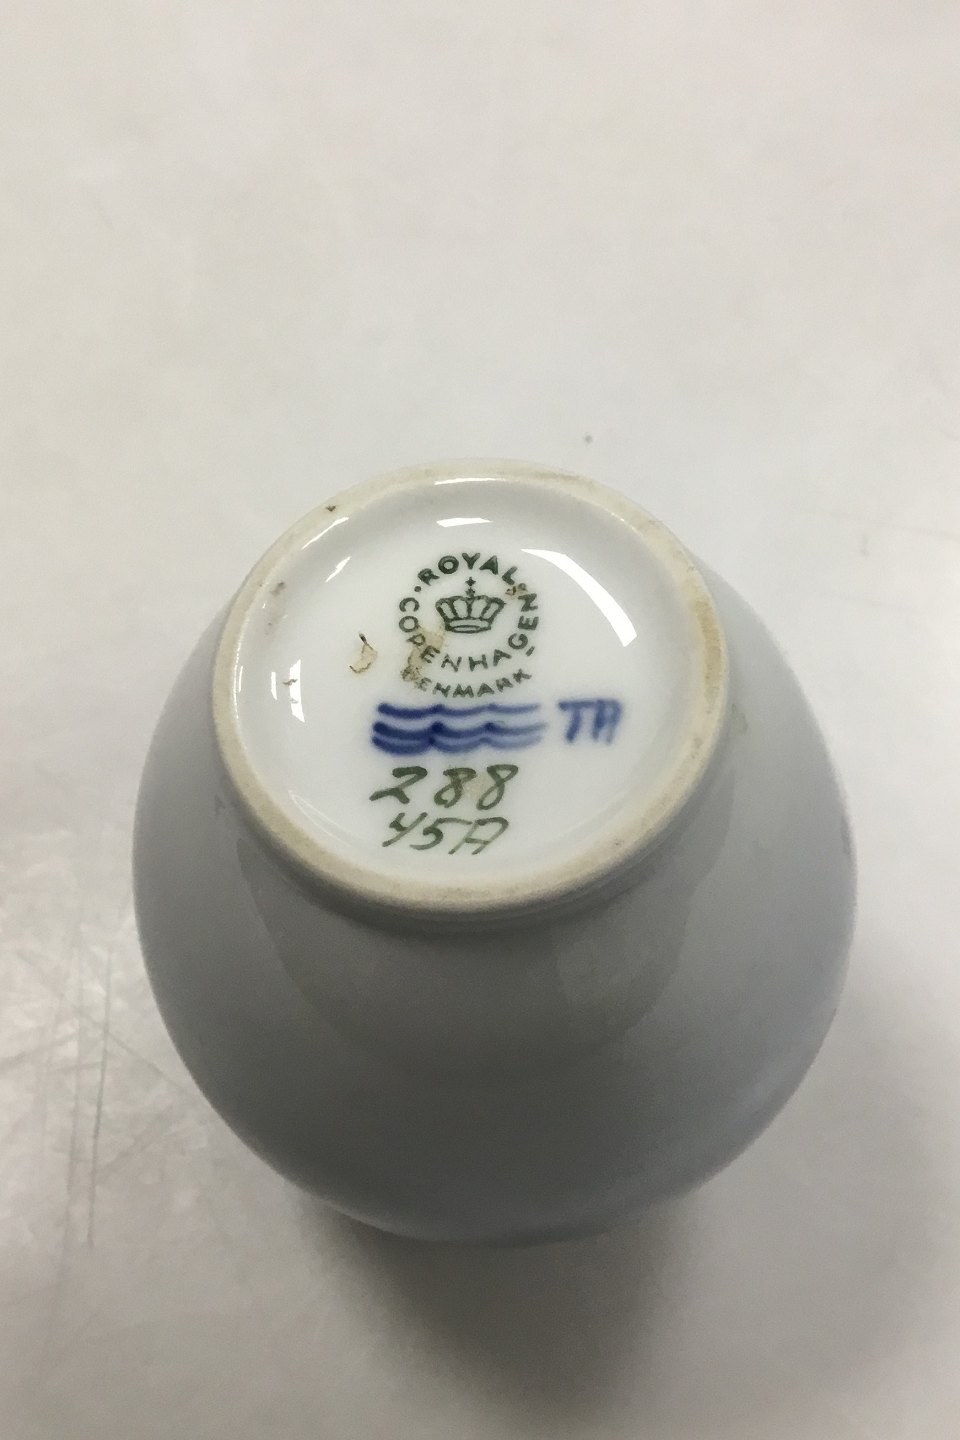 ROYAL
COPENHAGEN
DENMARK
TA
288
45A